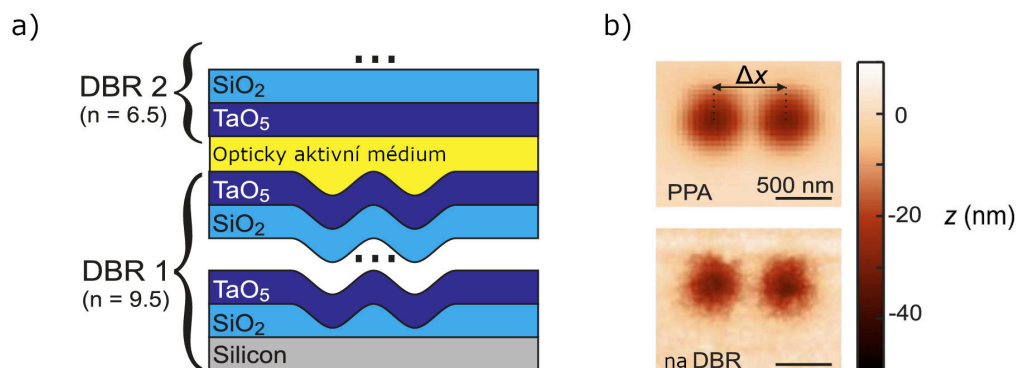 a)
...
DBR 2
(n = 6.5)
SiO₂
TaO₅
Opticky aktivní médium
TaO₅
SiO₂
...
DBR 1
(n = 9.5)
TaO₅
SiO₂
Silicon
b)
Δx
500 nm
PPA
na DBR
0
-20
-40
z (nm)